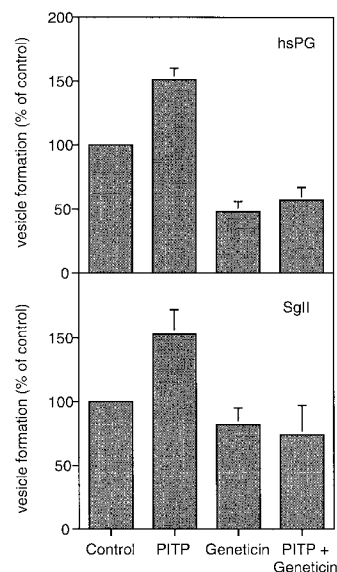 200
hsPG
150
100
50
0
vesicle formation (% of control)
SgII
150
100
50
0
vesicle formation (% of control)
Control PITP Geneticin PITP +
Geneticin